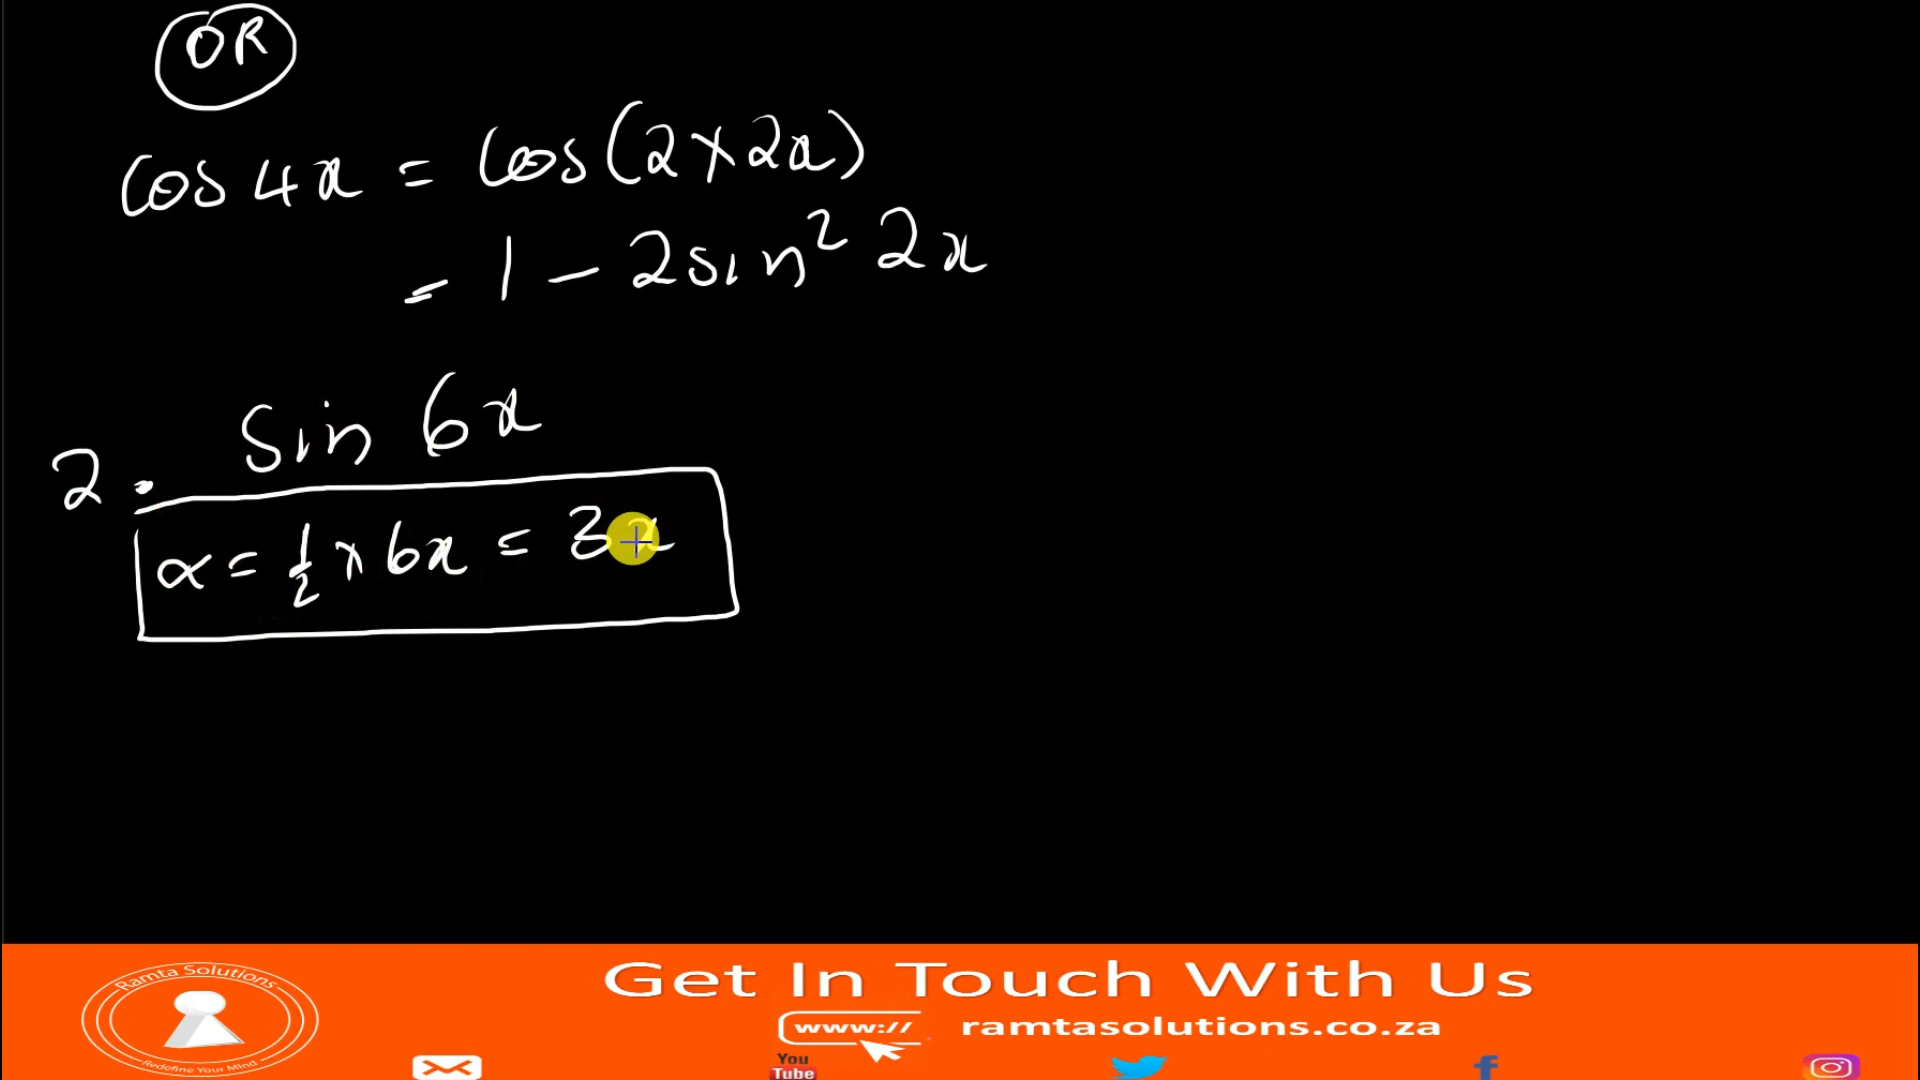 OR
cos 4x = cos(2×2x)
= 1 - 2sin² 2x
2. Sin 6x
α = 1/2 × 6x = 3x
Get In Touch With Us
Ramta Solutions
www:// ramtasolutions.co.za
Redefine Your Mind
You
Tube